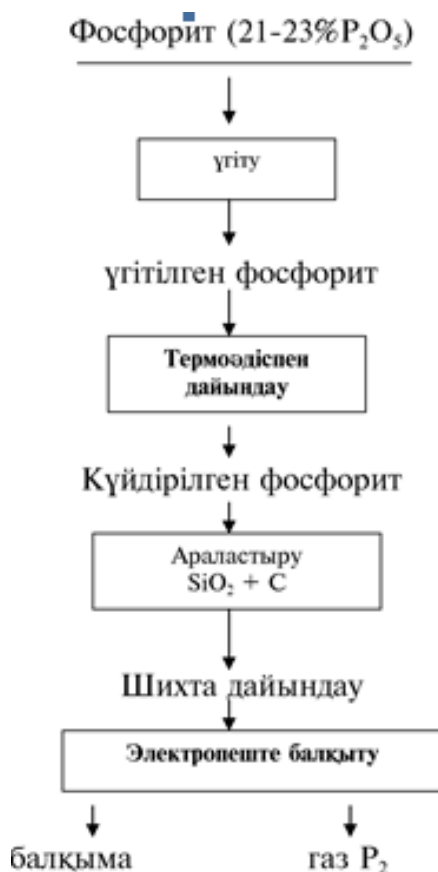 Фосфорит (21-23%P₂O₅)
үгіту
үгітілген фосфорит
Термоәдіспен
дайындау
Күйдірілген фосфорит
Араластыру
SiO₂ + C
Шихта дайындау
Электропеште балқыту
балқыма газ P₂